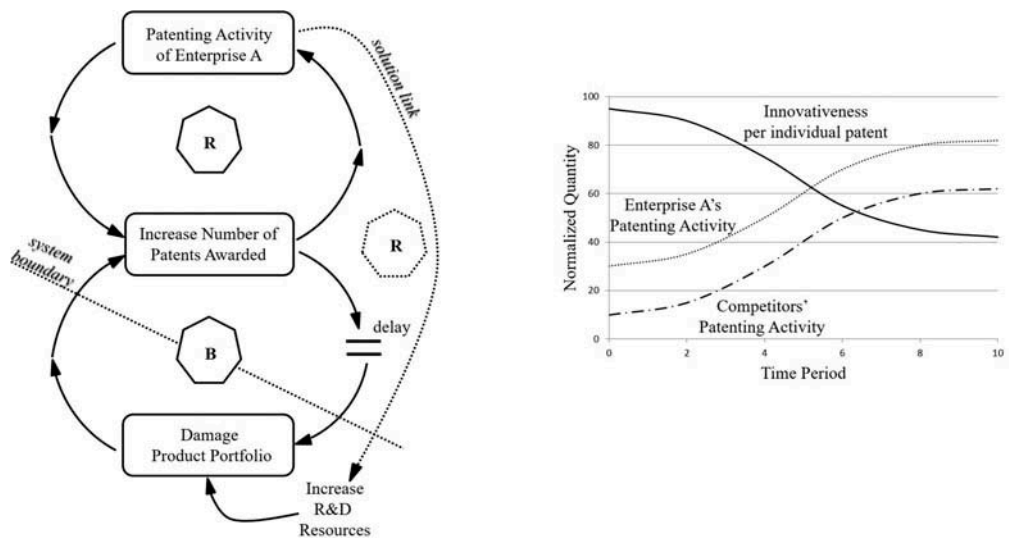 Patenting Activity
of Enterprise A
solution link
R
Increase Number of
Patents Awarded
R
system
boundary
delay
B
Damage
Product Portfolio
Increase
R&D
Resources
Normalized Quantity
100
80
60
40
20
0
Innovativeness
per individual patent
Enterprise A's
Patenting Activity
Competitors'
Patenting Activity
0 2 4 6 8 10
Time Period